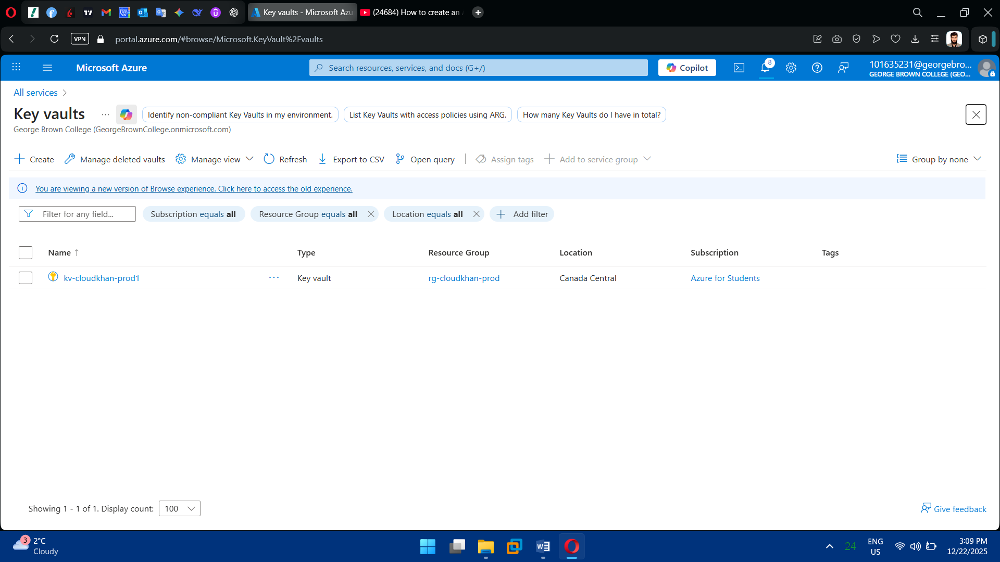 Key vaults - Microsoft Azu
(24684) How to create an
VPN
portal.azure.com/#browse/Microsoft.KeyVault%2Fvaults
Microsoft Azure
Search resources, services, and docs (G+/)
Copilot
8
101635231@georgebro...
GEORGE BROWN COLLEGE (GEO...
All services
Key vaults
...
Identify non-compliant Key Vaults in my environment.
List Key Vaults with access policies using ARG.
How many Key Vaults do I have in total?
George Brown College (GeorgeBrownCollege.onmicrosoft.com)
Create
Manage deleted vaults
Manage view
Refresh
Export to CSV
Open query
Assign tags
Add to service group
Group by none
You are viewing a new version of Browse experience. Click here to access the old experience.
Filter for any field...
Subscription equals all
Resource Group equals all
Location equals all
Add filter
Name ↑
Type
Resource Group
Location
Subscription
Tags
kv-cloudkhan-prod1
...
Key vault
rg-cloudkhan-prod
Canada Central
Azure for Students
Showing 1 - 1 of 1. Display count:
100
Give feedback
3
2°C
Cloudy
24
ENG
US
3:09 PM
12/22/2025